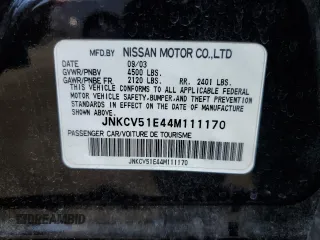 MFD.BY NISSAN MOTOR CO.,LTD
DATE 09/03
GVWR/PNBV 4500 LBS.
GAWR/PNBE FR. 2120 LBS. RR. 2401 LBS.
THIS VEHICLE CONFORMS TO ALL APPLICABLE
FEDERAL MOTOR VEHICLE
SAFETY-BUMPER, AND THEFT PREVENTION
STANDARDS IN EFFECT ON THE DATE OF MANUFACTURE
SHOWN ABOVE.
JNKCV51E44M111170
PASSENGER CAR/VOITURE DE TOURISME
JNKCV51E44M111170
DREAMBID